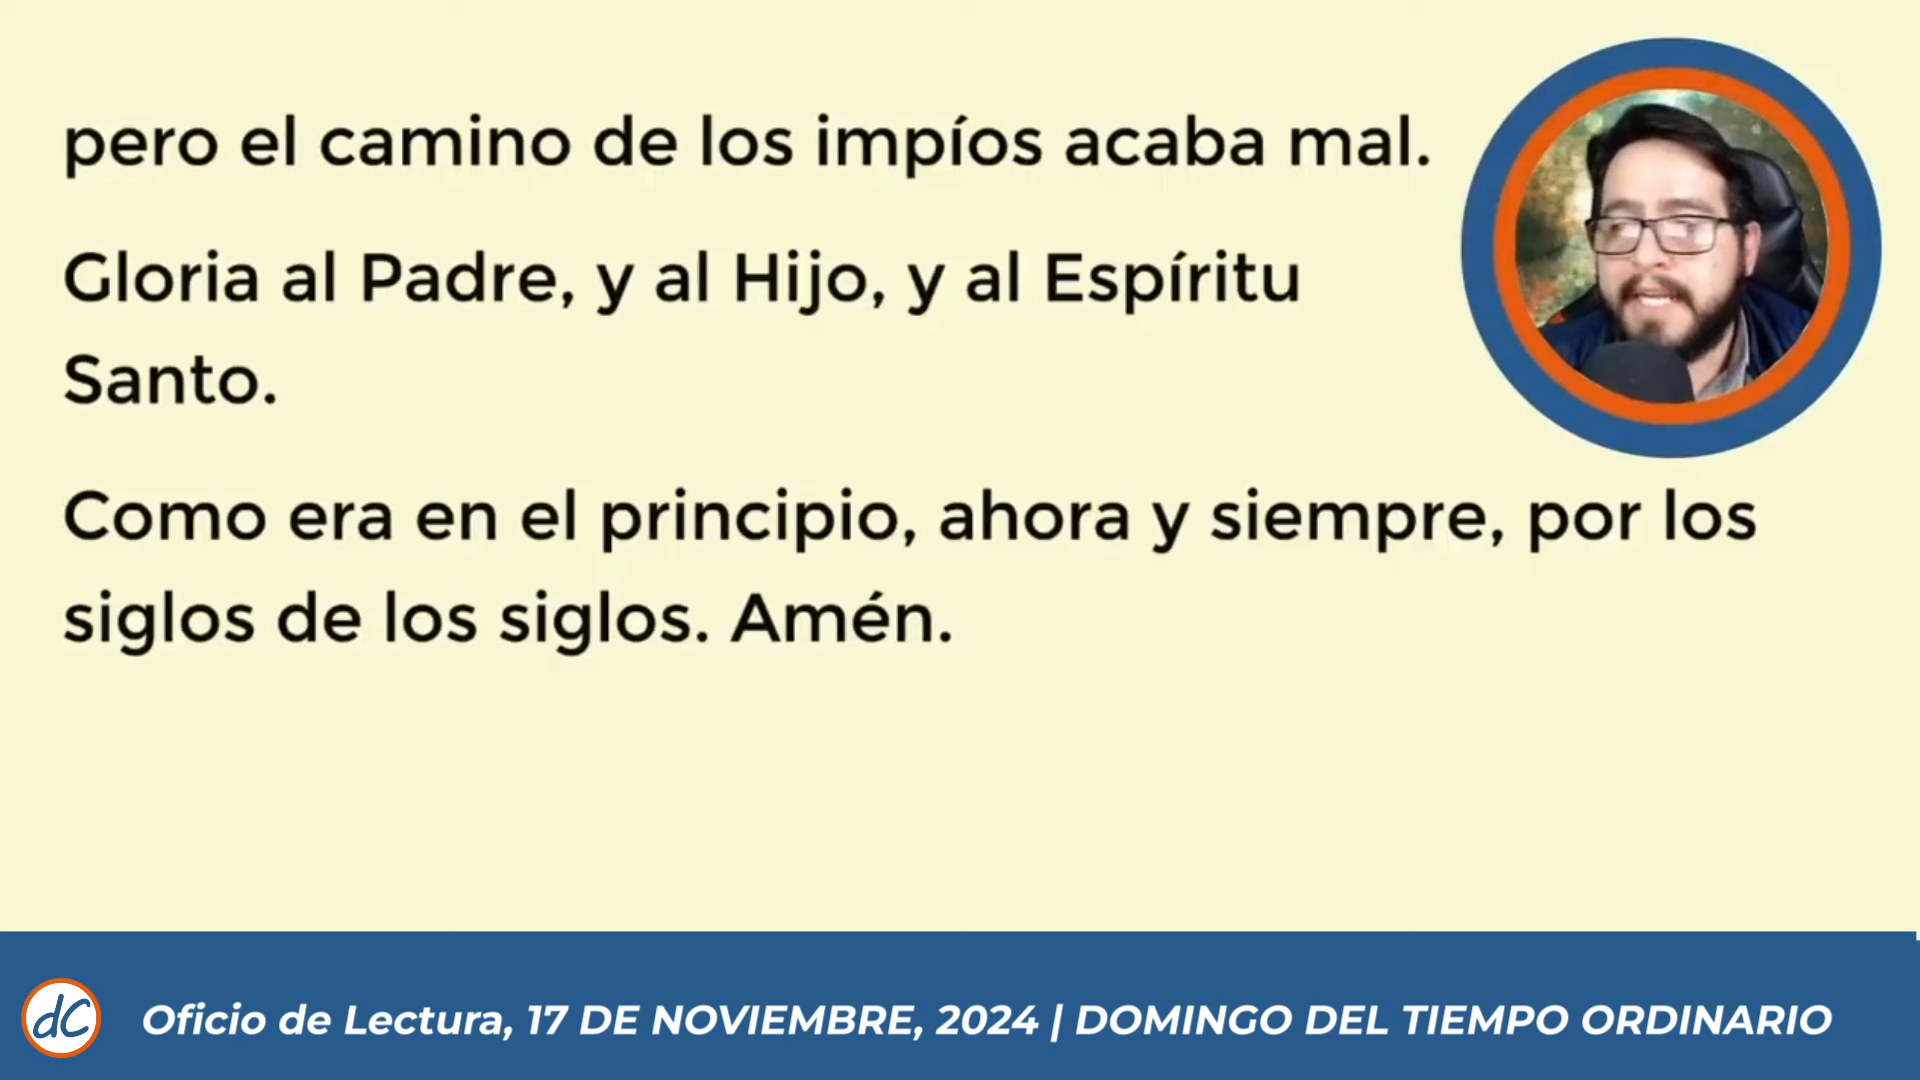 pero el camino de los impíos acaba mal.
Gloria al Padre, y al Hijo, y al Espíritu
Santo.
Como era en el principio, ahora y siempre, por los
siglos de los siglos. Amén.
dC
Oficio de Lectura, 17 DE NOVIEMBRE, 2024 | DOMINGO DEL TIEMPO ORDINARIO